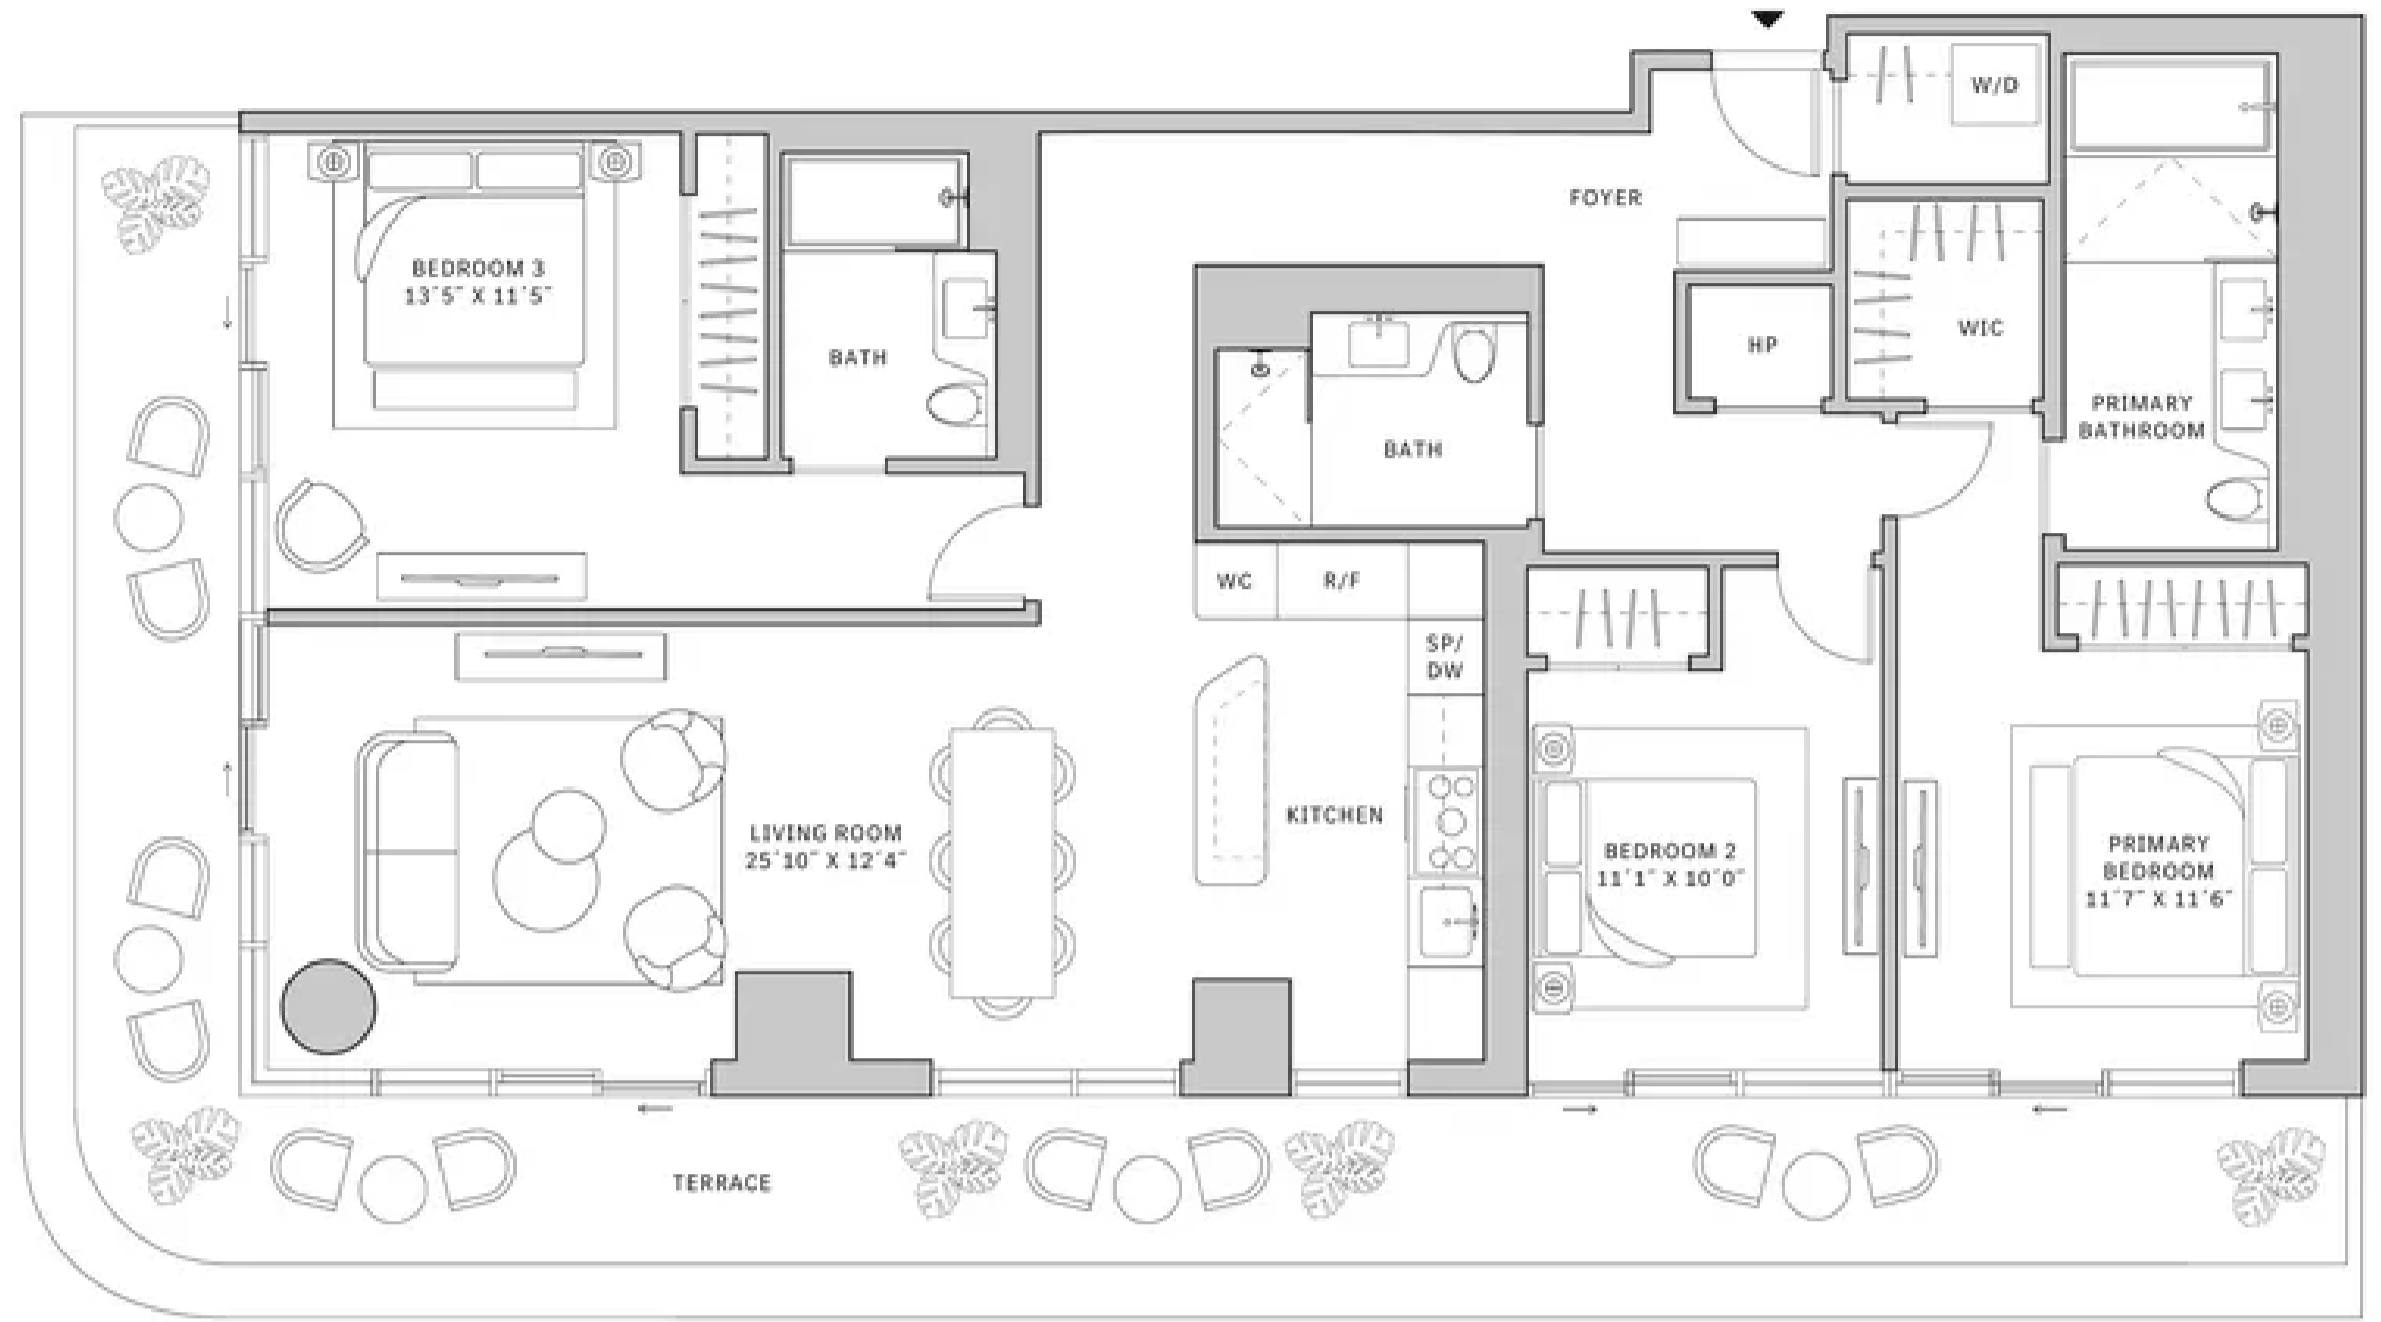 W/D
FOYER
BEDROOM 3
13´5˝ X 11´5˝
BATH
HP
WIC
PRIMARY
BATHROOM
BATH
WC
R/F
SP/
DW
LIVING ROOM
25´10˝ X 12´4˝
KITCHEN
BEDROOM 2
11´1˝ X 10´0˝
PRIMARY
BEDROOM
11´7˝ X 11´6˝
TERRACE